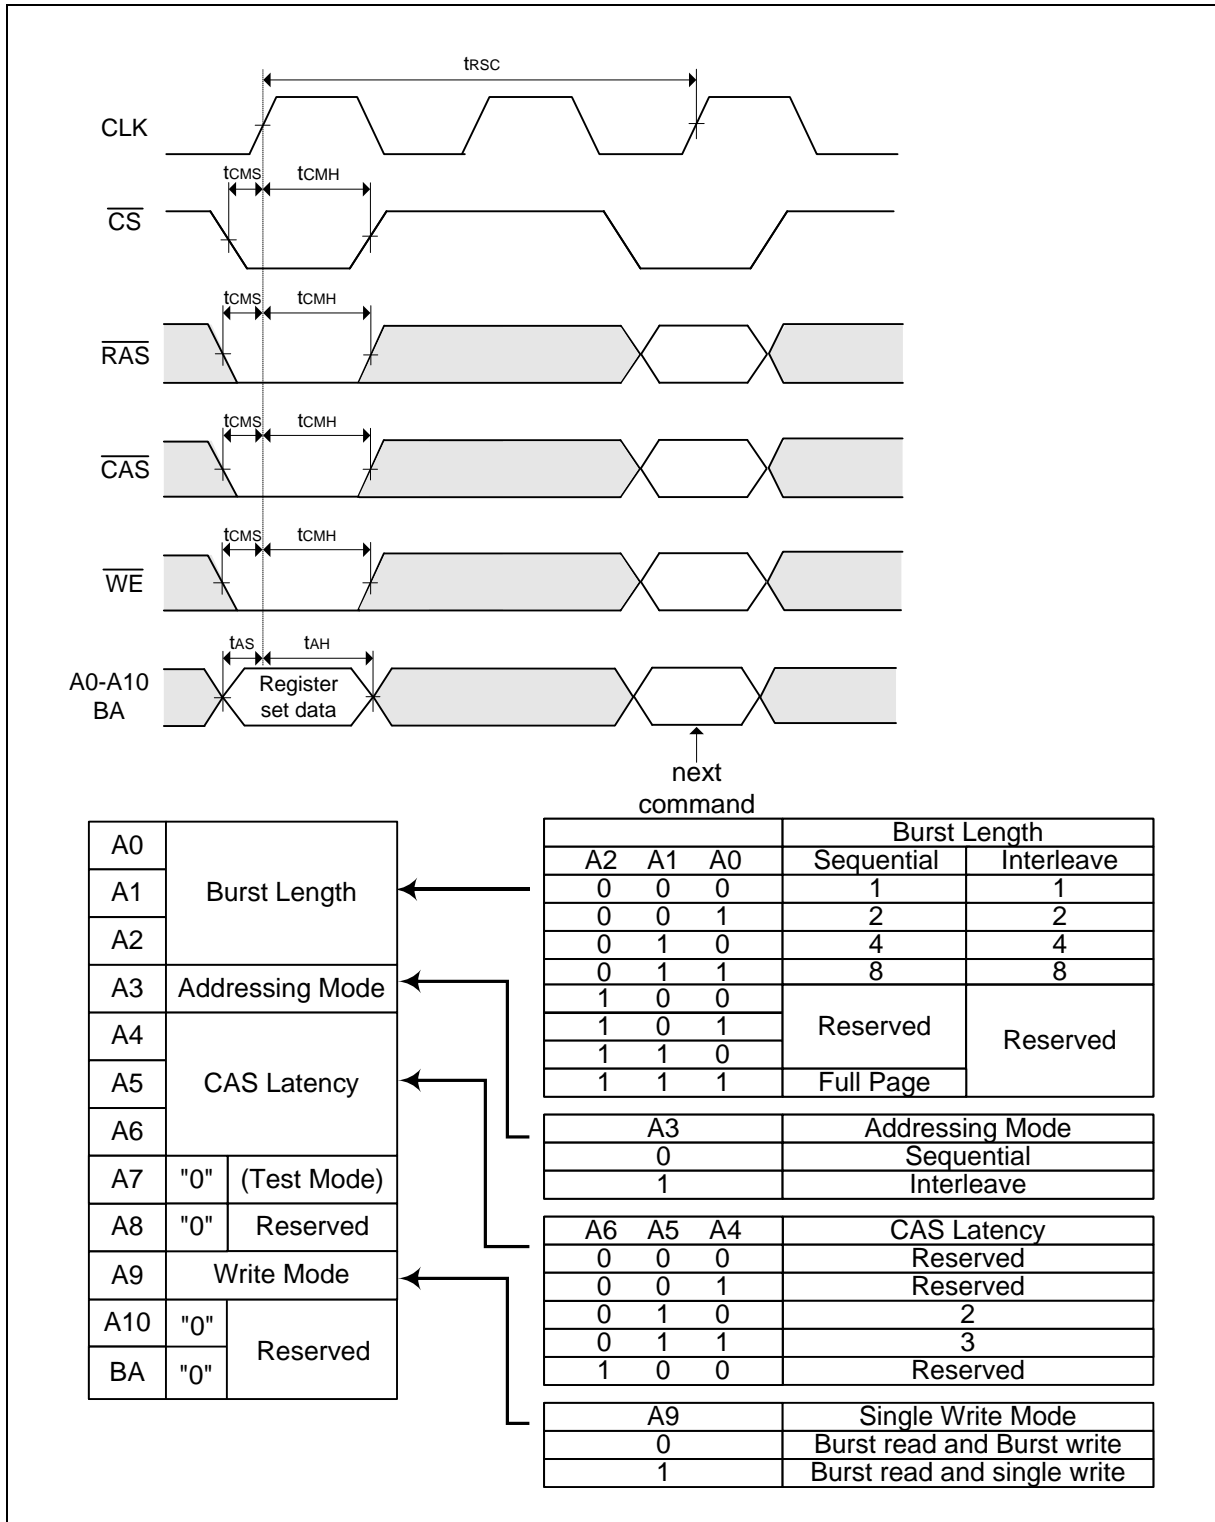 tRSC
CLK
tCMS tCMH
CS
tCMS tCMH
RAS
tCMS tCMH
CAS
tCMS tCMH
WE
tAS tAH
A0-A10
BA
Register
set data
next
command
A0
A1 Burst Length
A2
A3 Addressing Mode
A4
A5 CAS Latency
A6
A7 "0" (Test Mode)
A8 "0" Reserved
A9 Write Mode
A10 "0"
Reserved
BA "0"
Burst Length
A2 A1 A0 Sequential Interleave
0 0 0 1 1
0 0 1 2 2
0 1 0 4 4
0 1 1 8 8
1 0 0
1 0 1 Reserved Reserved
1 1 0
1 1 1 Full Page
A3 Addressing Mode
0 Sequential
1 Interleave
A6 A5 A4 CAS Latency
0 0 0 Reserved
0 0 1 Reserved
0 1 0 2
0 1 1 3
1 0 0 Reserved
A9 Single Write Mode
0 Burst read and Burst write
1 Burst read and single write